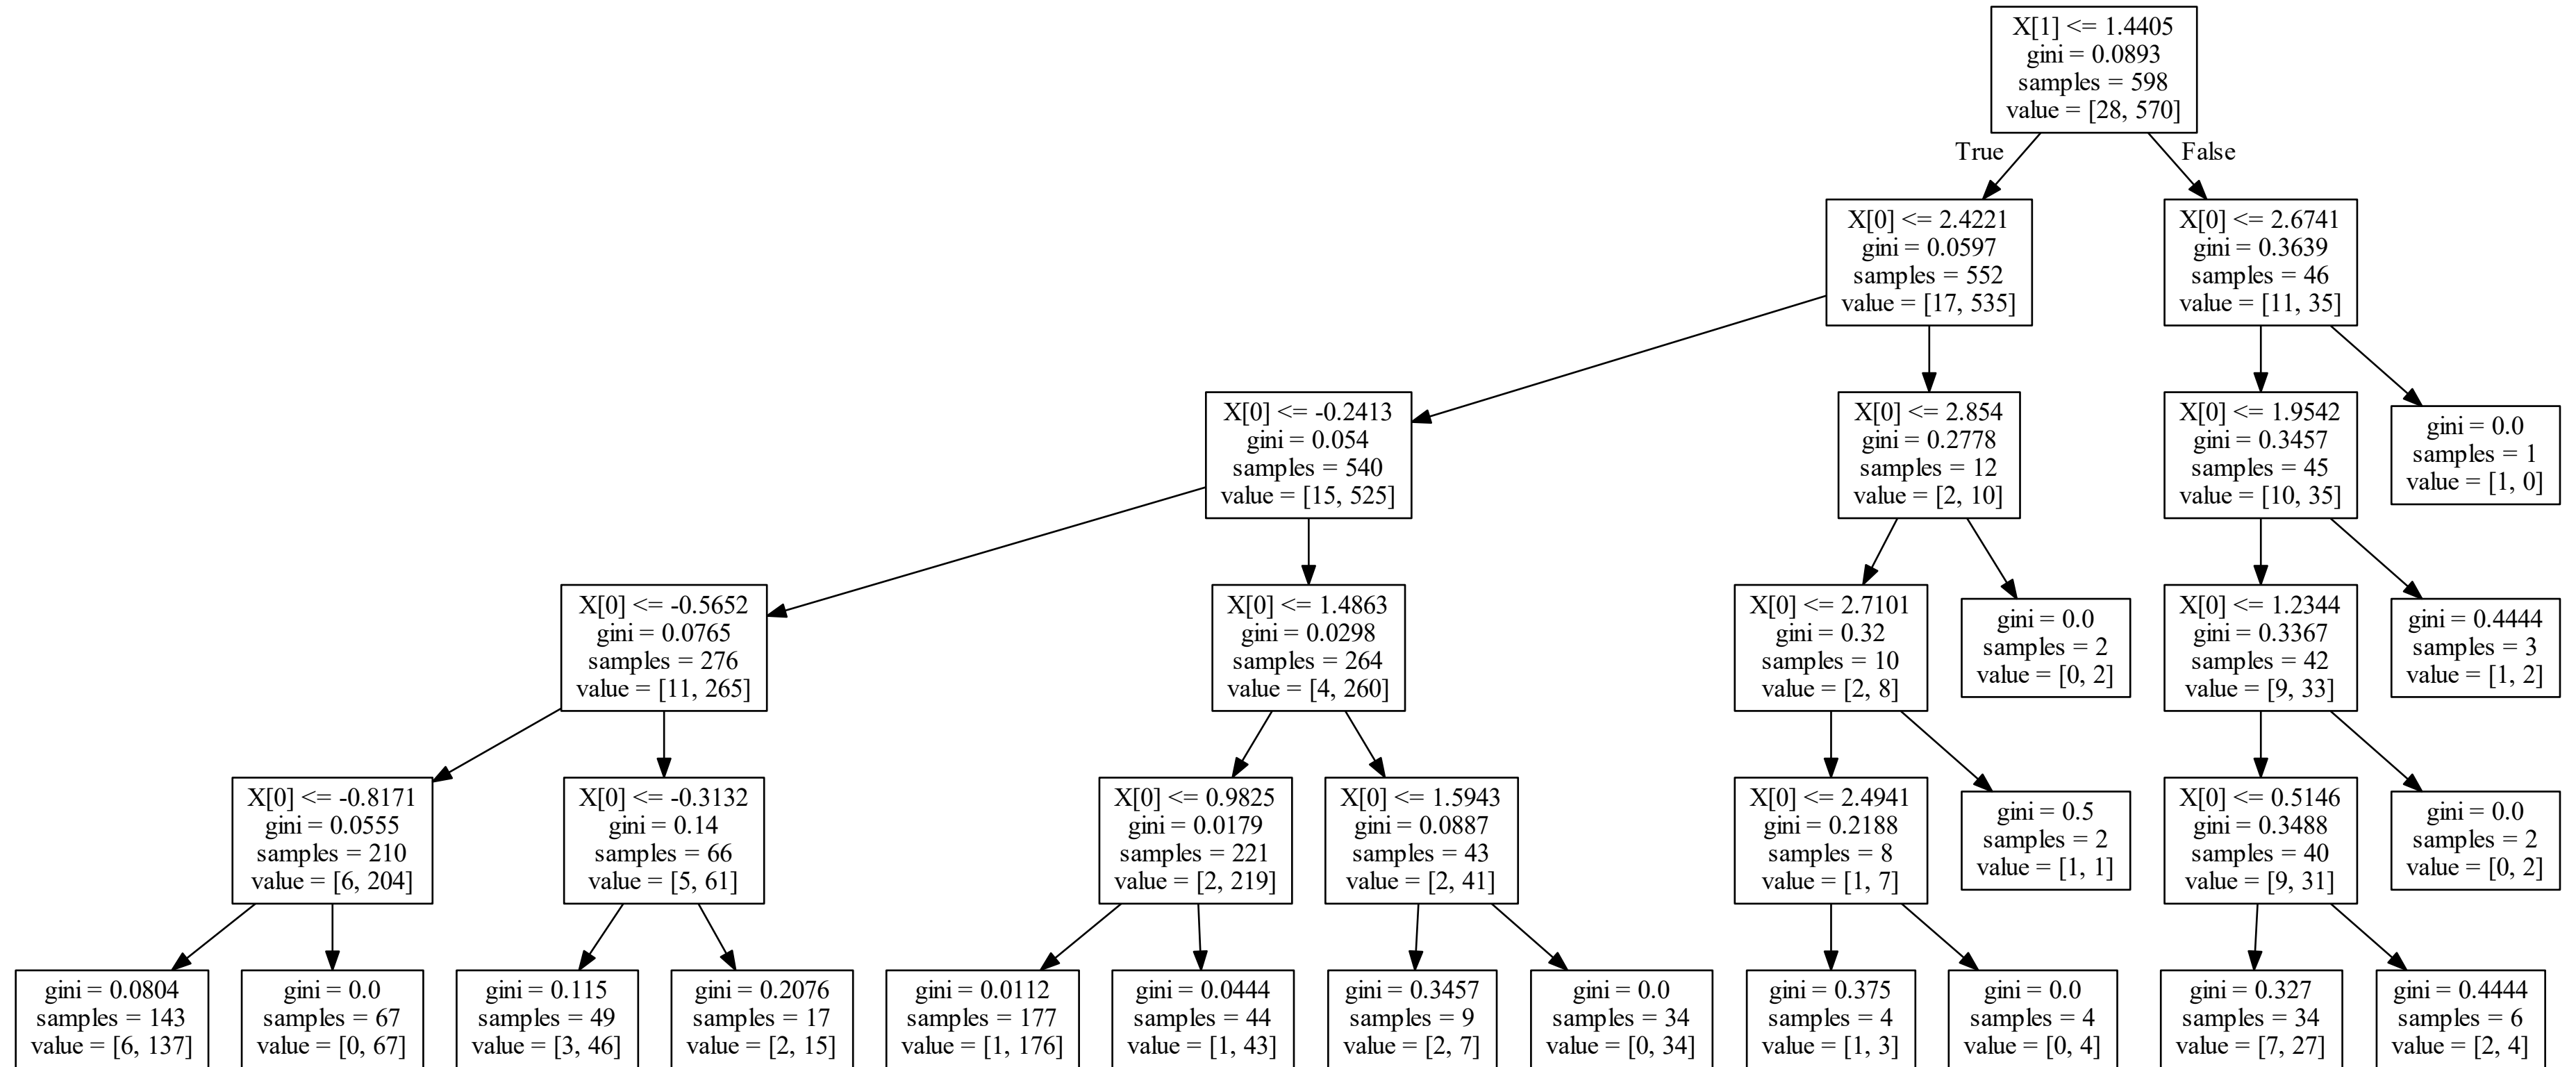 X[1] <= 1.4405
gini = 0.0893
samples = 598
value = [28, 570]
True
False
X[0] <= 2.4221
gini = 0.0597
samples = 552
value = [17, 535]
X[0] <= 2.6741
gini = 0.3639
samples = 46
value = [11, 35]
X[0] <= -0.2413
gini = 0.054
samples = 540
value = [15, 525]
X[0] <= 2.854
gini = 0.2778
samples = 12
value = [2, 10]
X[0] <= 1.9542
gini = 0.3457
samples = 45
value = [10, 35]
gini = 0.0
samples = 1
value = [1, 0]
X[0] <= -0.5652
gini = 0.0765
samples = 276
value = [11, 265]
X[0] <= 1.4863
gini = 0.0298
samples = 264
value = [4, 260]
X[0] <= 2.7101
gini = 0.32
samples = 10
value = [2, 8]
gini = 0.0
samples = 2
value = [0, 2]
X[0] <= 1.2344
gini = 0.3367
samples = 42
value = [9, 33]
gini = 0.4444
samples = 3
value = [1, 2]
X[0] <= -0.8171
gini = 0.0555
samples = 210
value = [6, 204]
X[0] <= -0.3132
gini = 0.14
samples = 66
value = [5, 61]
X[0] <= 0.9825
gini = 0.0179
samples = 221
value = [2, 219]
X[0] <= 1.5943
gini = 0.0887
samples = 43
value = [2, 41]
X[0] <= 2.4941
gini = 0.2188
samples = 8
value = [1, 7]
gini = 0.5
samples = 2
value = [1, 1]
X[0] <= 0.5146
gini = 0.3488
samples = 40
value = [9, 31]
gini = 0.0
samples = 2
value = [0, 2]
gini = 0.0804
samples = 143
value = [6, 137]
gini = 0.0
samples = 67
value = [0, 67]
gini = 0.115
samples = 49
value = [3, 46]
gini = 0.2076
samples = 17
value = [2, 15]
gini = 0.0112
samples = 177
value = [1, 176]
gini = 0.0444
samples = 44
value = [1, 43]
gini = 0.3457
samples = 9
value = [2, 7]
gini = 0.0
samples = 34
value = [0, 34]
gini = 0.375
samples = 4
value = [1, 3]
gini = 0.0
samples = 4
value = [0, 4]
gini = 0.327
samples = 34
value = [7, 27]
gini = 0.4444
samples = 6
value = [2, 4]